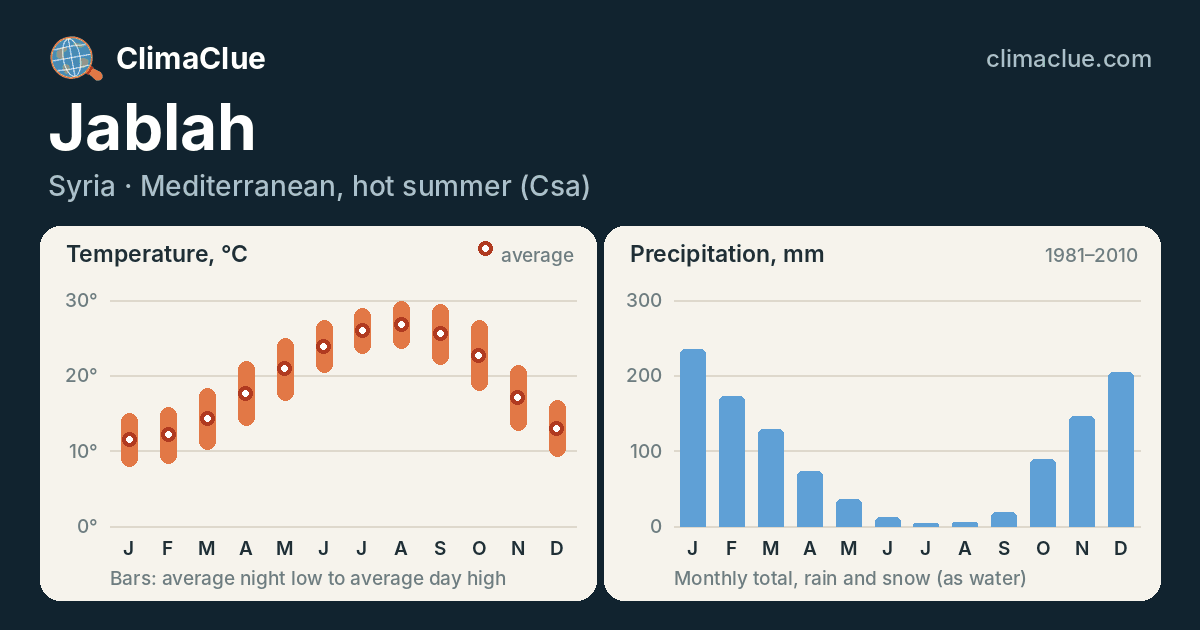 ClimaClue
climaclue.com
Jablah
Syria · Mediterranean, hot summer (Csa)
Temperature, °C
average
30°
20°
10°
0°
J F M A M J J A S O N D
Bars: average night low to average day high
Precipitation, mm
1981–2010
300
200
100
0
J F M A M J J A S O N D
Monthly total, rain and snow (as water)